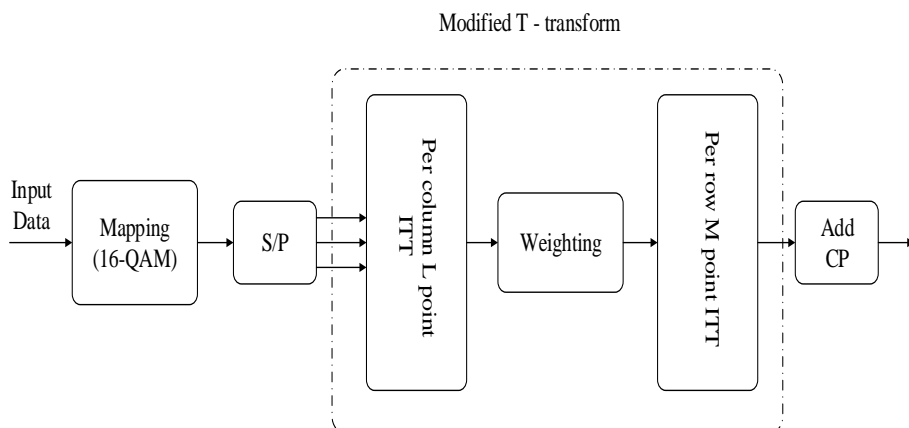 Modified T - transform
Input
Data
Mapping
(16-QAM)
S/P
Per column L point
ITT
Weighting
Per row M point ITT
Add
CP